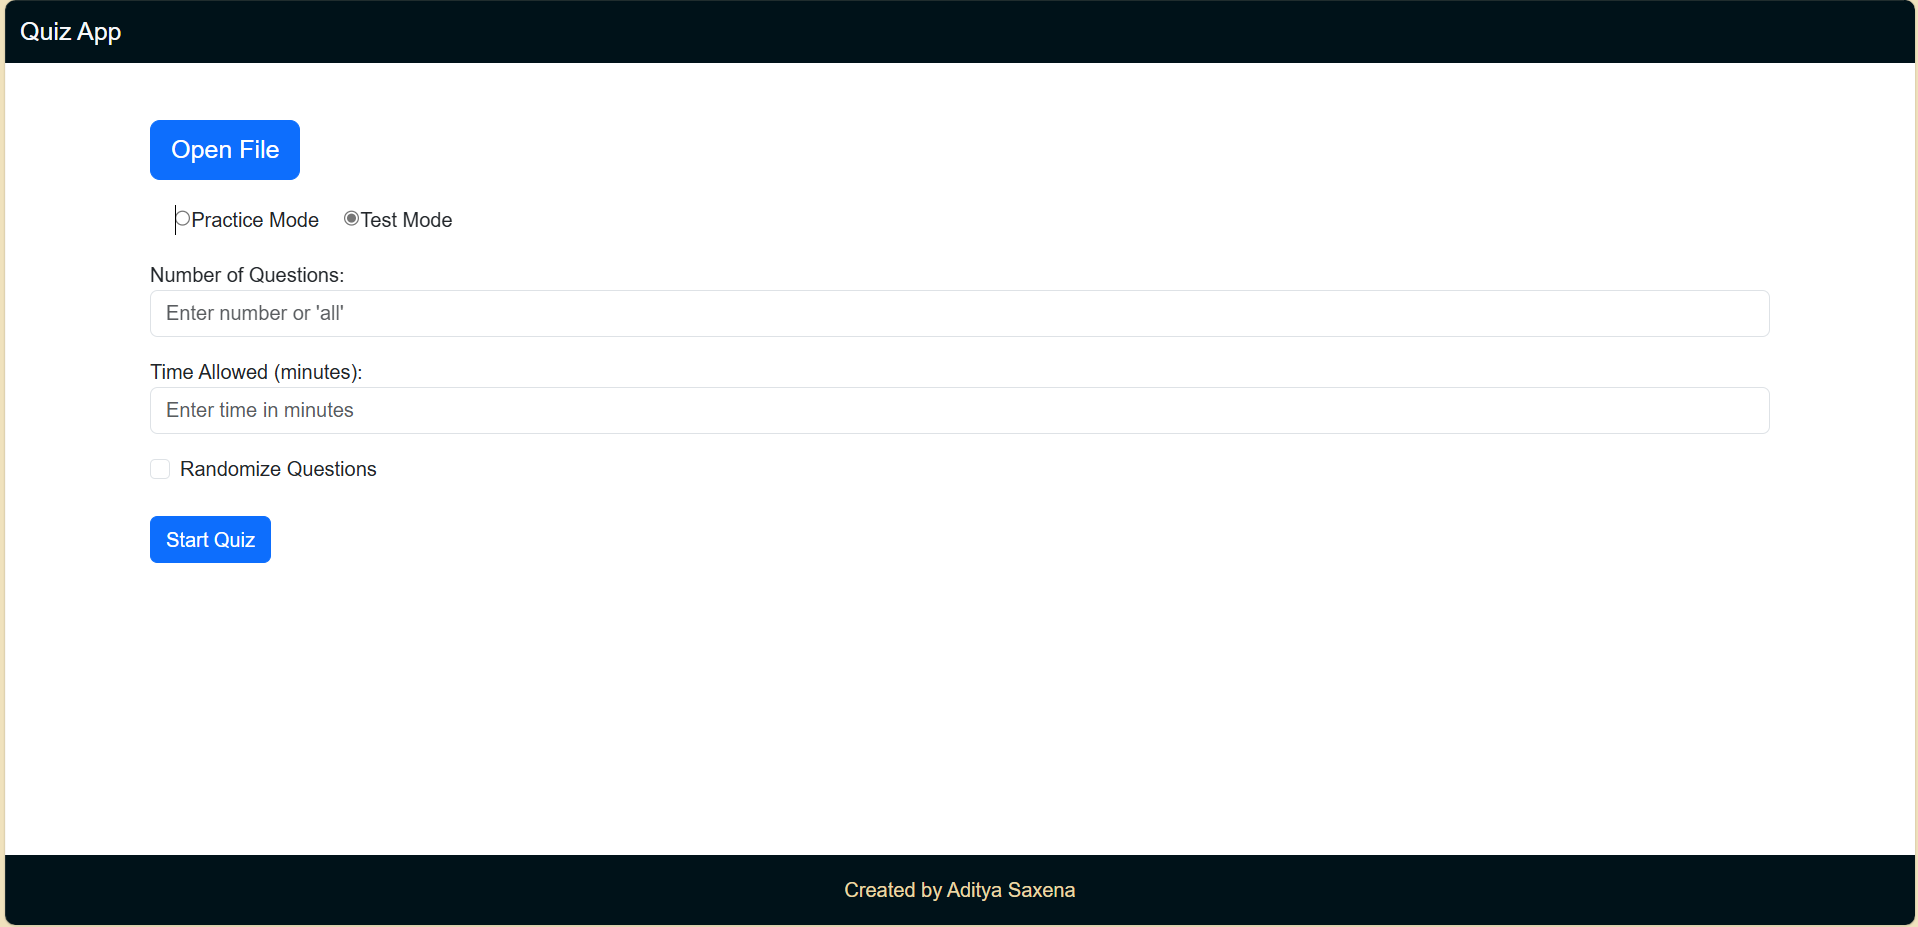 Quiz App
Open File
Practice Mode Test Mode
Number of Questions:
Enter number or 'all'
Time Allowed (minutes):
Enter time in minutes
Randomize Questions
Start Quiz
Created by Aditya Saxena